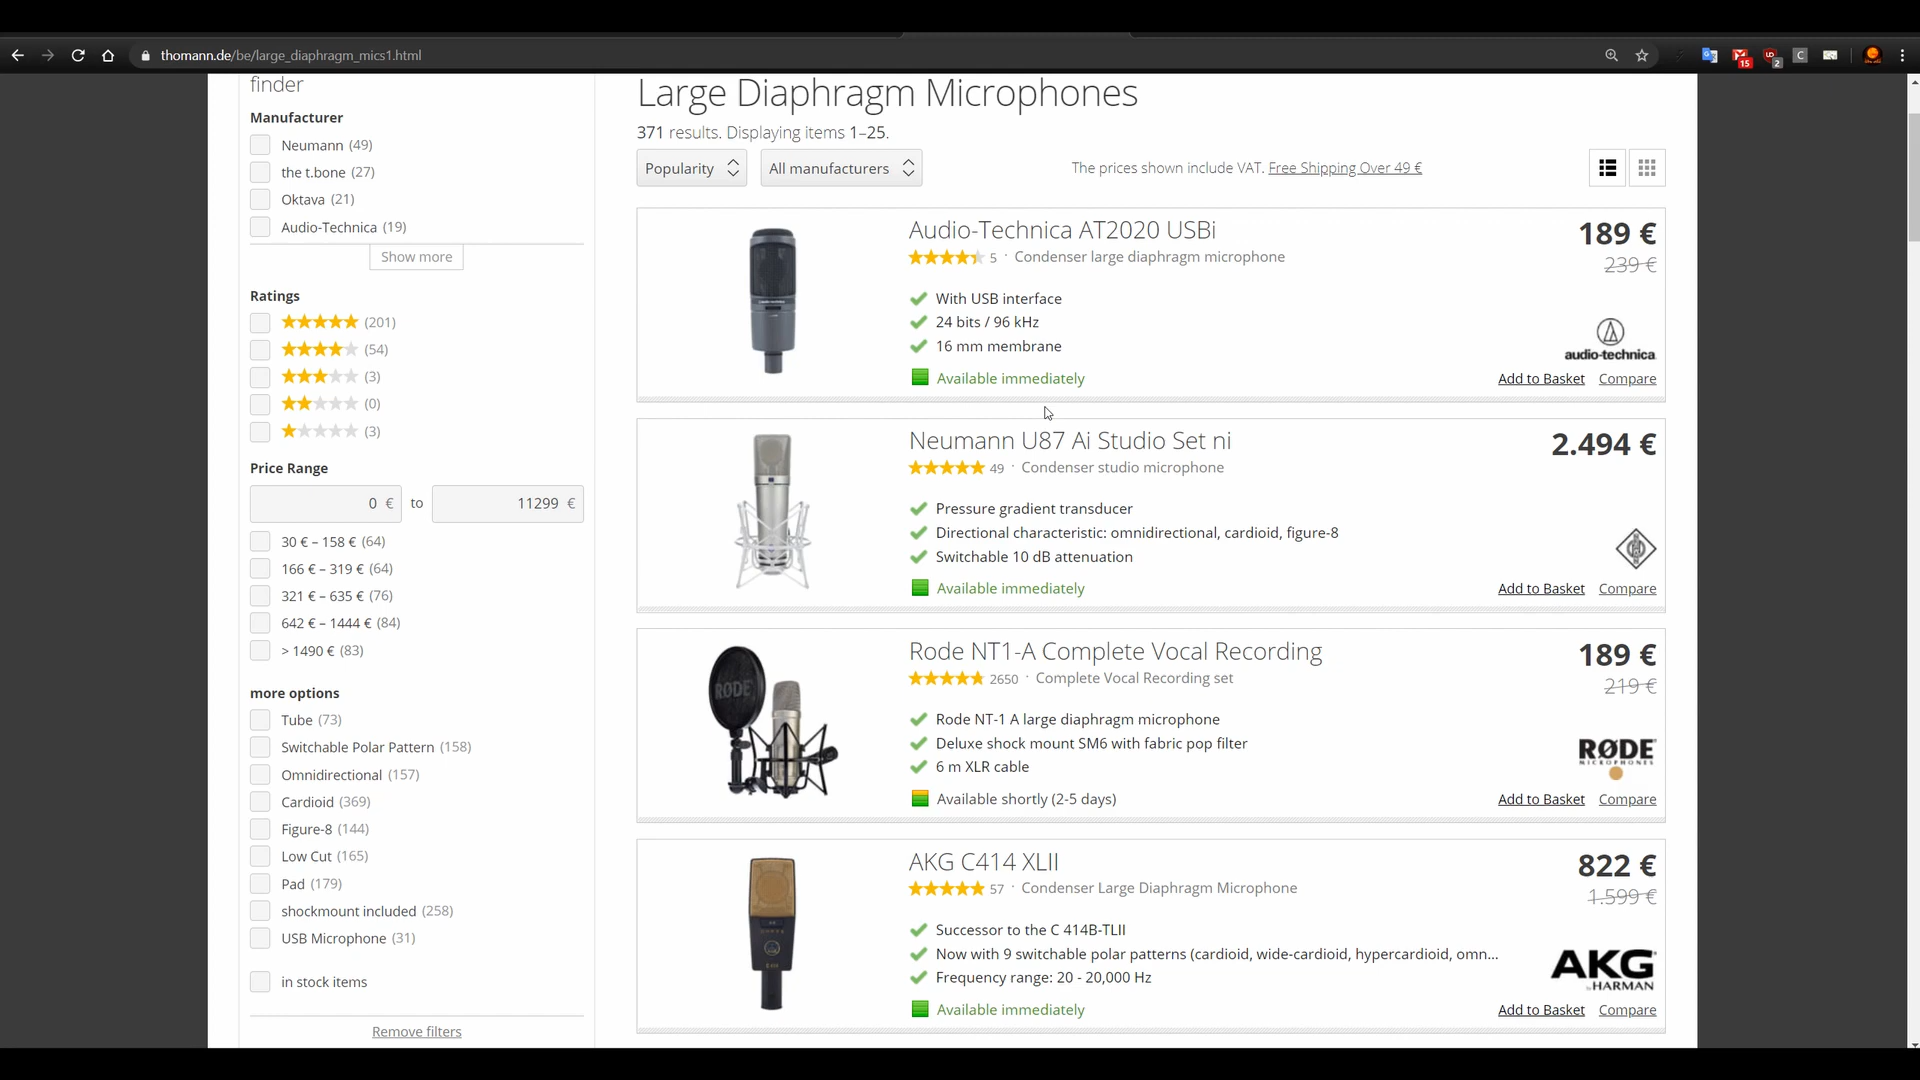 thomann.de/be/large_diaphragm_mics1.html
15
2
finder
Manufacturer
Neumann (49)
the t.bone (27)
Oktava (21)
Audio-Technica (19)
Show more
Ratings
(201)
(54)
(3)
(0)
(3)
Price Range
0 € to 11299 €
30 € – 158 € (64)
166 € – 319 € (64)
321 € – 635 € (76)
642 € – 1444 € (84)
> 1490 € (83)
more options
Tube (73)
Switchable Polar Pattern (158)
Omnidirectional (157)
Cardioid (369)
Figure-8 (144)
Low Cut (165)
Pad (179)
shockmount included (258)
USB Microphone (31)
in stock items
Remove filters
Large Diaphragm Microphones
371 results. Displaying items 1–25.
Popularity
All manufacturers
The prices shown include VAT. Free Shipping Over 49 €
Audio-Technica AT2020 USBi
189 €
5 · Condenser large diaphragm microphone
239 €
With USB interface
24 bits / 96 kHz
16 mm membrane
audio-technica
Available immediately
Add to Basket Compare
Neumann U87 Ai Studio Set ni
2.494 €
49 · Condenser studio microphone
Pressure gradient transducer
Directional characteristic: omnidirectional, cardioid, figure-8
Switchable 10 dB attenuation
Available immediately
Add to Basket Compare
RODE
Rode NT1-A Complete Vocal Recording
189 €
2650 · Complete Vocal Recording set
219 €
Rode NT-1 A large diaphragm microphone
Deluxe shock mount SM6 with fabric pop filter
6 m XLR cable
RØDE
MICROPHONES
Available shortly (2-5 days)
Add to Basket Compare
AKG C414 XLII
822 €
57 · Condenser Large Diaphragm Microphone
1.599 €
Successor to the C 414B-TLII
Now with 9 switchable polar patterns (cardioid, wide-cardioid, hypercardioid, omn...
Frequency range: 20 - 20,000 Hz
AKG
by HARMAN
Available immediately
Add to Basket Compare